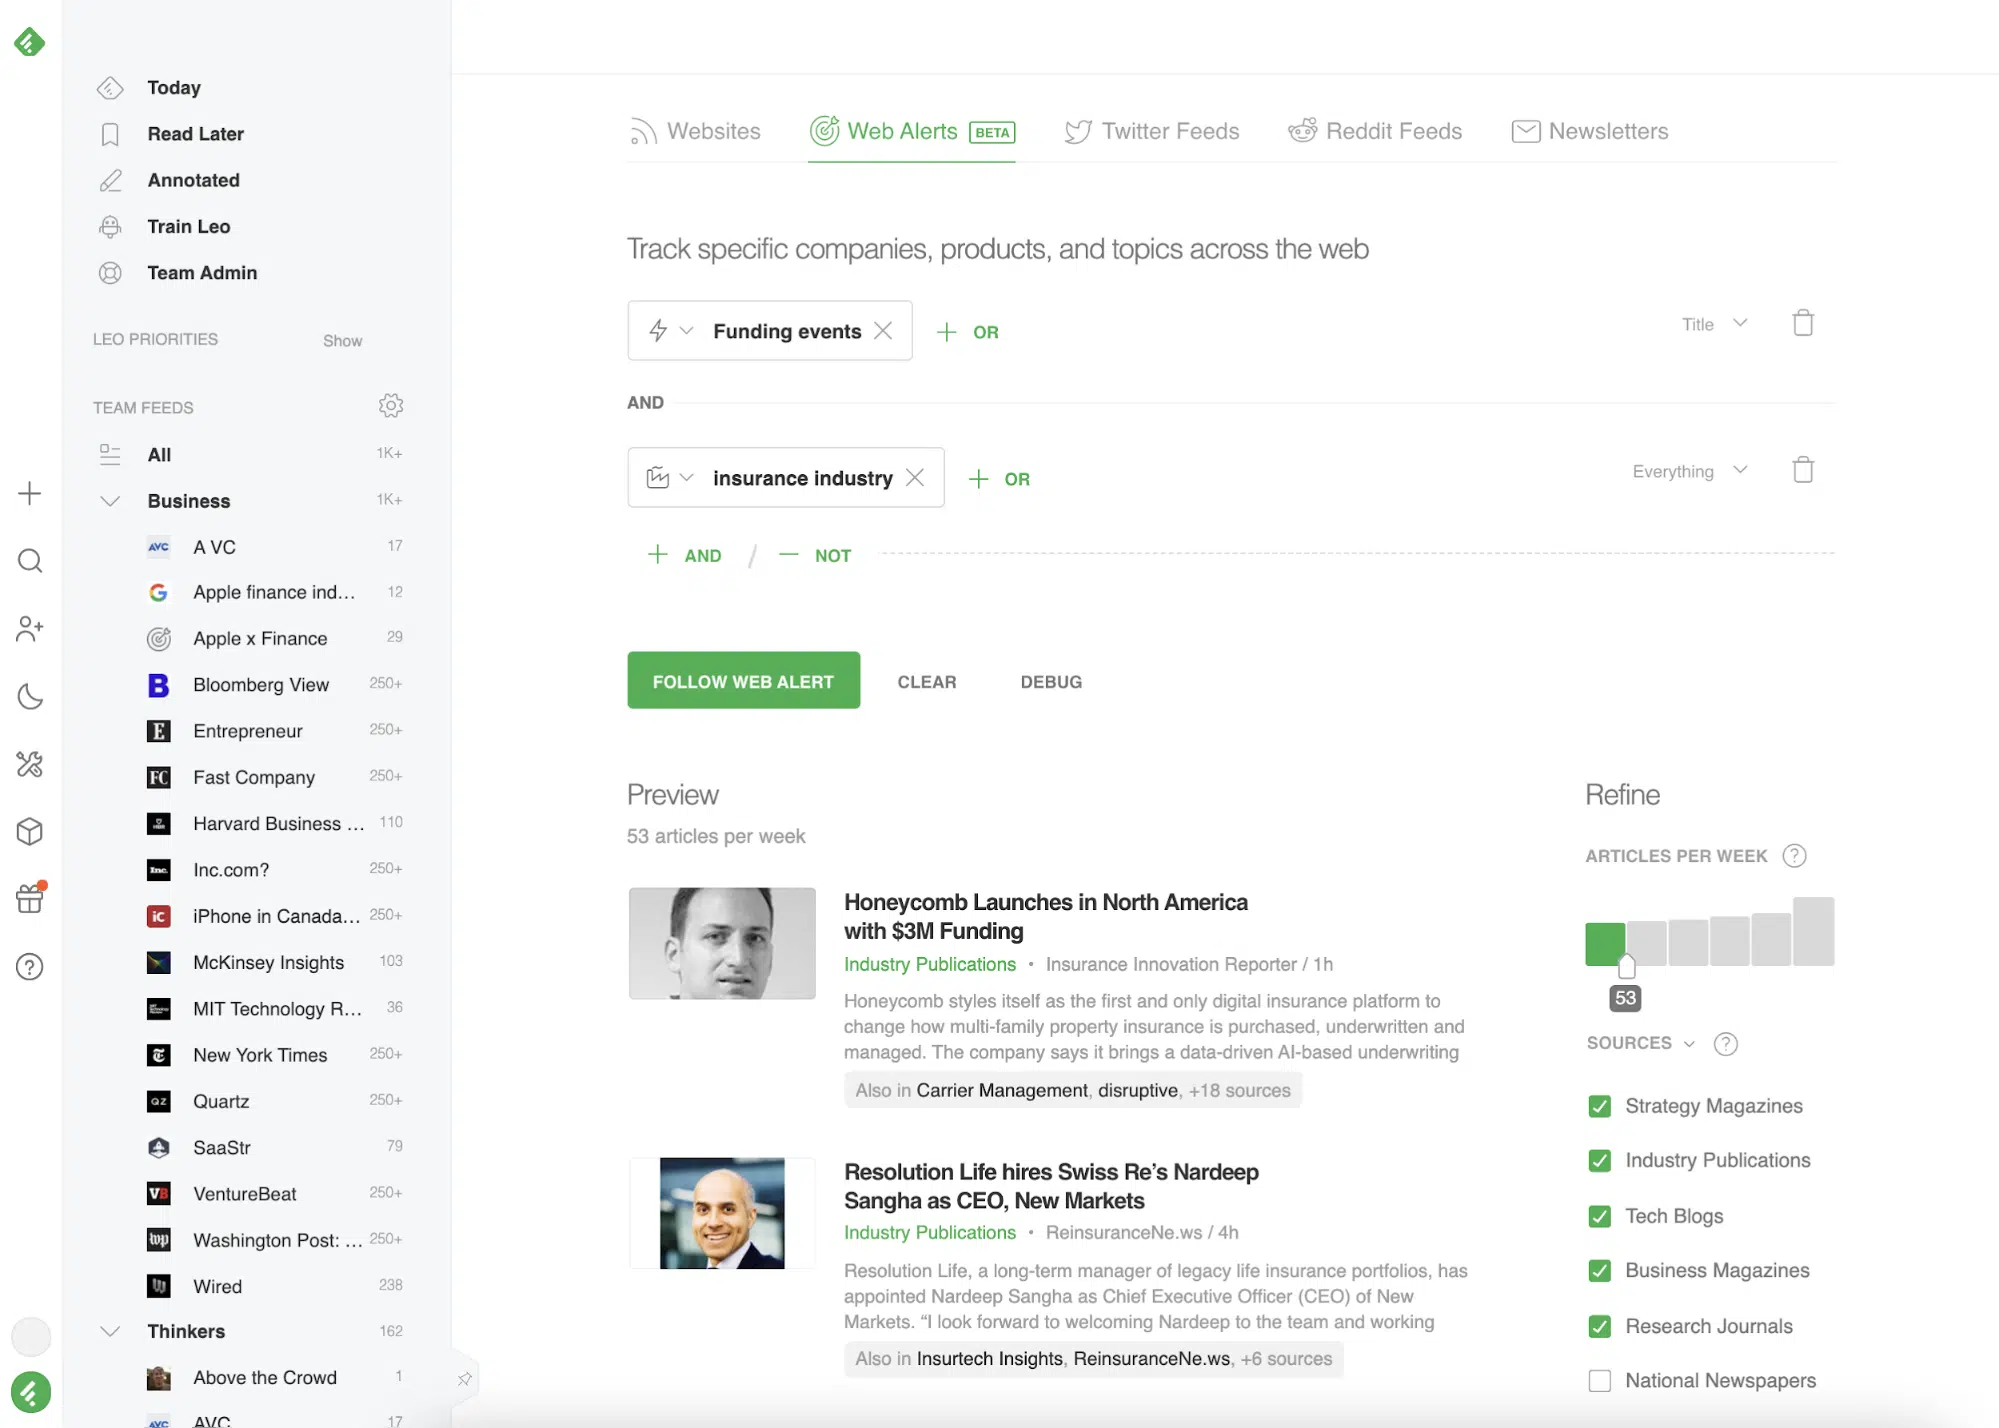 Today
Read Later
Annotated
Train Leo
Team Admin
LEO PRIORITIES Show
TEAM FEEDS
All 1K+
Business 1K+
AVC A VC 17
Apple finance ind... 12
Apple x Finance 29
B Bloomberg View 250+
E Entrepreneur 250+
FC Fast Company 250+
Harvard Business ... 110
Inc. Inc.com? 250+
iC iPhone in Canada... 250+
McKinsey Insights 103
MIT Technology R... 36
New York Times 250+
QZ Quartz 250+
SaaStr 79
VB VentureBeat 250+
wp Washington Post: ... 250+
Wired 238
Thinkers 162
Above the Crowd 1
AVC AVC 17
Websites
Web Alerts BETA
Twitter Feeds
Reddit Feeds
Newsletters
Track specific companies, products, and topics across the web
Funding events + OR Title
AND
insurance industry + OR Everything
+ AND / — NOT
FOLLOW WEB ALERT CLEAR DEBUG
Preview
53 articles per week
Honeycomb Launches in North America
with $3M Funding
Industry Publications • Insurance Innovation Reporter / 1h
Honeycomb styles itself as the first and only digital insurance platform to
change how multi-family property insurance is purchased, underwritten and
managed. The company says it brings a data-driven AI-based underwriting
Also in Carrier Management, disruptive, +18 sources
Resolution Life hires Swiss Re’s Nardeep
Sangha as CEO, New Markets
Industry Publications • ReinsuranceNe.ws / 4h
Resolution Life, a long-term manager of legacy life insurance portfolios, has
appointed Nardeep Sangha as Chief Executive Officer (CEO) of New
Markets. “I look forward to welcoming Nardeep to the team and working
Also in Insurtech Insights, ReinsuranceNe.ws, +6 sources
Refine
ARTICLES PER WEEK ?
53
SOURCES ?
Strategy Magazines
Industry Publications
Tech Blogs
Business Magazines
Research Journals
National Newspapers